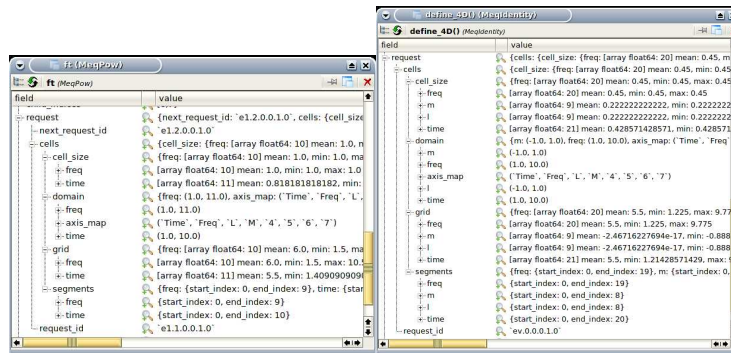 ft (MeqPow)
ft (MeqPow)
field value
request {next_request_id: `e1.2.0.0.1.0`, cells: {cell_size
next_request_id `e1.2.0.0.1.0`
cells {cell_size: {freq: [array float64: 10] mean: 1.0, m
cell_size {freq: [array float64: 10] mean: 1.0, min: 1.0, ma
freq [array float64: 10] mean: 1.0, min: 1.0, max: 1.0
time [array float64: 11] mean: 0.818181818182, min:
domain {freq: (1.0, 11.0), axis_map: (`Time`, `Freq`, `L`,
freq (1.0, 11.0)
axis_map (`Time`, `Freq`, `L`, `M`, `4`, `5`, `6`, `7`)
time (1.0, 10.0)
grid {freq: [array float64: 10] mean: 6.0, min: 1.5, ma
freq [array float64: 10] mean: 6.0, min: 1.5, max: 10.5
time [array float64: 11] mean: 5.5, min: 1.4090909090
segments {freq: {start_index: 0, end_index: 9}, time: {star
freq {start_index: 0, end_index: 9}
time {start_index: 0, end_index: 10}
request_id `e1.1.0.0.1.0`
define_4D() (MeqIdentity)
define_4D() (MeqIdentity)
field value
request {cells: {cell_size: {freq: [array float64: 20] mean: 0.45, m
cells {cell_size: {freq: [array float64: 20] mean: 0.45, min: 0.45
cell_size {freq: [array float64: 20] mean: 0.45, min: 0.45, max: 0.45
freq [array float64: 20] mean: 0.45, min: 0.45, max: 0.45
m [array float64: 9] mean: 0.222222222222, min: 0.2222222
l [array float64: 9] mean: 0.222222222222, min: 0.2222222
time [array float64: 21] mean: 0.428571428571, min: 0.428571
domain {m: (-1.0, 1.0), freq: (1.0, 10.0), axis_map: (`Time`, `Freq`
m (-1.0, 1.0)
freq (1.0, 10.0)
axis_map (`Time`, `Freq`, `L`, `M`, `4`, `5`, `6`, `7`)
l (-1.0, 1.0)
time (1.0, 10.0)
grid {freq: [array float64: 20] mean: 5.5, min: 1.225, max: 9.77
freq [array float64: 20] mean: 5.5, min: 1.225, max: 9.775
m [array float64: 9] mean: -2.46716227694e-17, min: -0.888
l [array float64: 9] mean: -2.46716227694e-17, min: -0.888
time [array float64: 21] mean: 5.5, min: 1.21428571429, max: 9
segments {freq: {start_index: 0, end_index: 19}, m: {start_index: 0,
freq {start_index: 0, end_index: 19}
m {start_index: 0, end_index: 8}
l {start_index: 0, end_index: 8}
time {start_index: 0, end_index: 20}
request_id `ev.0.0.0.1.0`